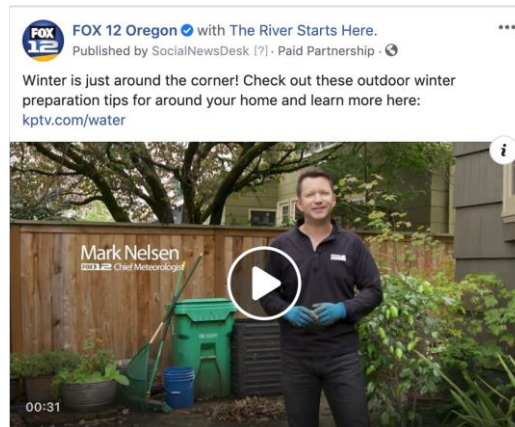 FOX 12 Oregon with The River Starts Here.
Published by SocialNewsDesk [?] · Paid Partnership ·
Winter is just around the corner! Check out these outdoor winter
preparation tips for around your home and learn more here:
kptv.com/water
Mark Nelsen
FOX 12 Chief Meteorologist
00:31